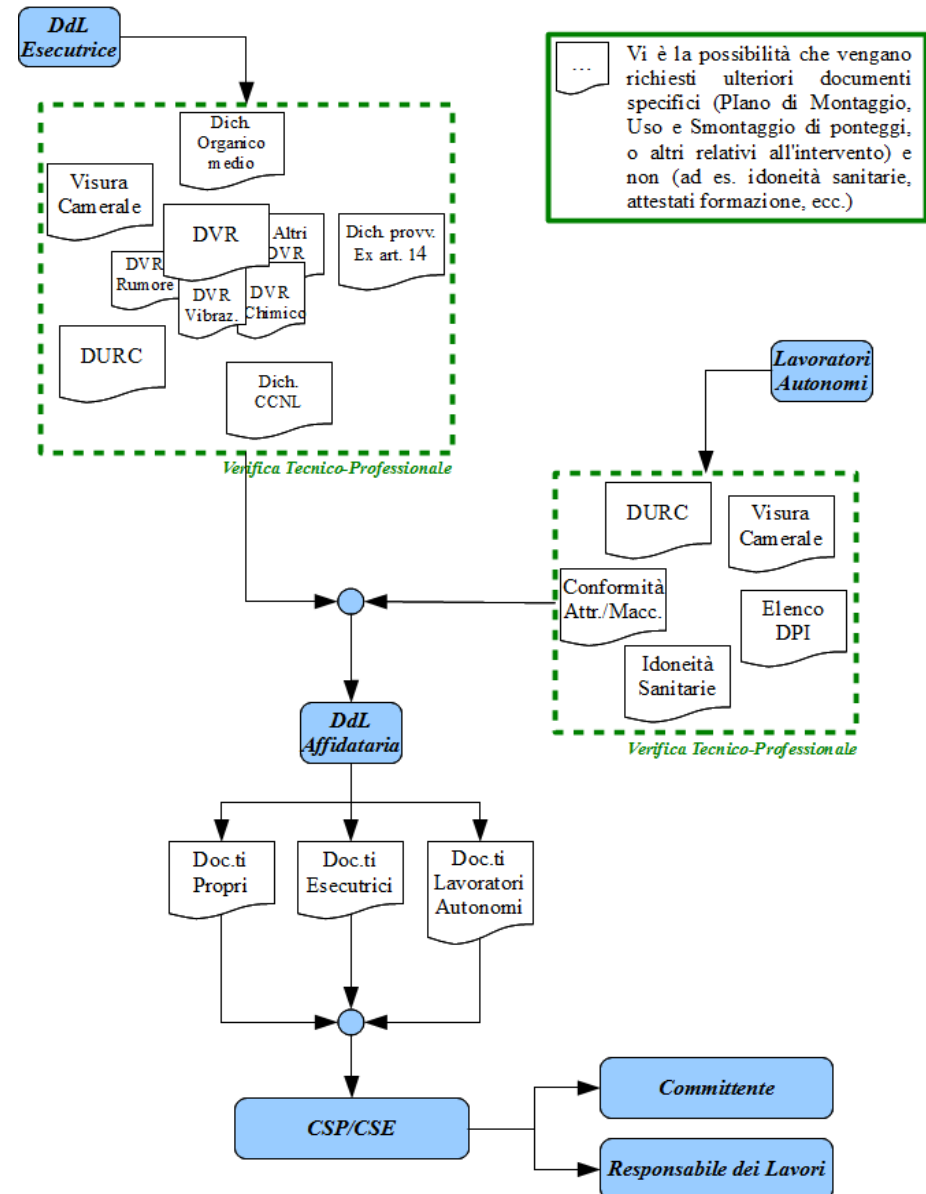 DdL
Esecutrice
...
Vi è la possibilità che vengano
richiesti ulteriori documenti
specifici (PIano di Montaggio,
Uso e Smontaggio di ponteggi,
o altri relativi all'intervento) e
non (ad es. idoneità sanitarie,
attestati formazione, ecc.)
Dich.
Organico
medio
Visura
Camerale
DVR
Altri
DVR
Dich. provv.
Ex art. 14
DVR
Rumore
DVR
Vibraz.
DVR
Chimico
DURC
Dich.
CCNL
Verifica Tecnico-Professionale
Lavoratori
Autonomi
DURC
Visura
Camerale
Conformità
Attr./Macc.
Elenco
DPI
Idoneità
Sanitarie
Verifica Tecnico-Professionale
DdL
Affidataria
Doc.ti
Propri
Doc.ti
Esecutrici
Doc.ti
Lavoratori
Autonomi
CSP/CSE
Committente
Responsabile dei Lavori